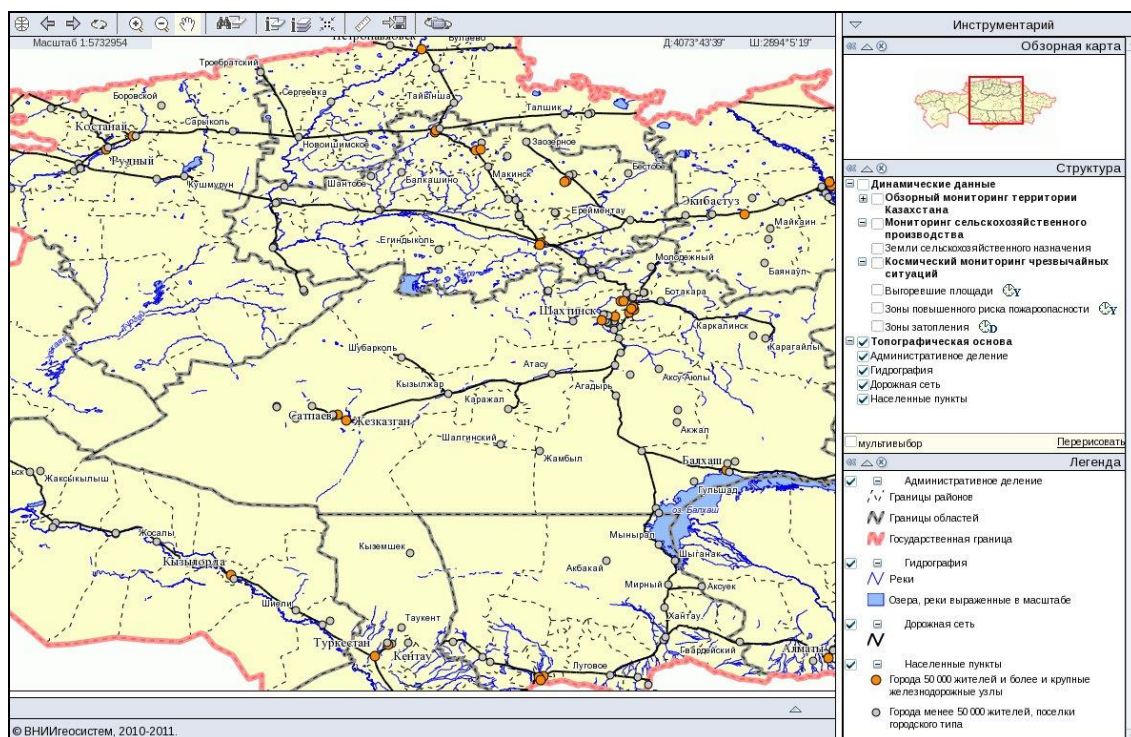 Масштаб 1:5732954
Д:4073°43'39" Ш:2894°5'19"
Петропавловск
Булаево
Троебратский
Сергеевка
Тайынша
Боровской
Талшик
Костанай
Сарыколь
Новоишимское
Заозерное
Рудный
Кушмурун
Шантобе
Балкашино
Макинск
Бестобе
Экибастуз
Ерейментау
Майкаин
Егиндыколь
Молодежный
Баянаул
Шахтинск
Ботакара
Каркалинск
Карагайлы
Шубарколь
Атасу
Кызылжар
Агадырь
Аксу-Аюлы
Каражал
Сатпаев
Жезказган
Акжал
Шалгинский
Жамбыл
Балхаш
Жаксыкылыш
Гульшад
оз. Балхаш
Жосалы
Кыземшек
Мынырал
Шыганак
Кызылорда
Акбакай
Мирный
Аксуек
Шиели
Таукент
Хантау
Туркестан
Кентау
Гвардейский
Алматы
Луговое
© ВНИИгеосистем, 2010-2011.
Инструментарий
Обзорная карта
Структура
Динамические данные
Обзорный мониторинг территории
Казахстана
Мониторинг сельскохозяйственного
производства
Земли сельскохозяйственного назначения
Космический мониторинг чрезвычайных
ситуаций
Выгоревшие площади Y
Зоны повышенного риска пожароопасности Y
Зоны затопления D
Топографическая основа
Административное деление
Гидрография
Дорожная сеть
Населенные пункты
мультивыбор Перерисовать
Легенда
Административное деление
Границы районов
Границы областей
Государственная граница
Гидрография
Реки
Озера, реки выраженные в масштабе
Дорожная сеть
Населенные пункты
Города 50 000 жителей и более и крупные
железнодорожные узлы
Города менее 50 000 жителей, поселки
городского типа